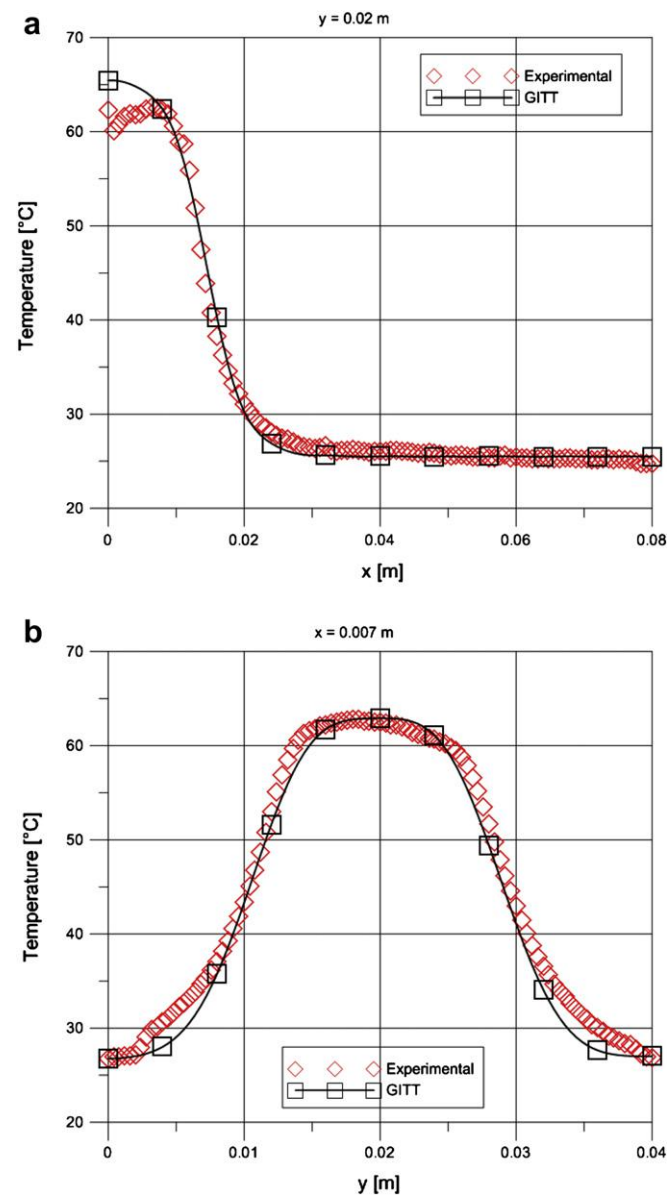 a
y = 0.02 m
70
60
50
40
30
20
Temperature [°C]
Experimental
GITT
0
0.02
0.04
0.06
0.08
x [m]
b
x = 0.007 m
70
60
50
40
30
20
Temperature [°C]
Experimental
GITT
0
0.01
0.02
0.03
0.04
y [m]